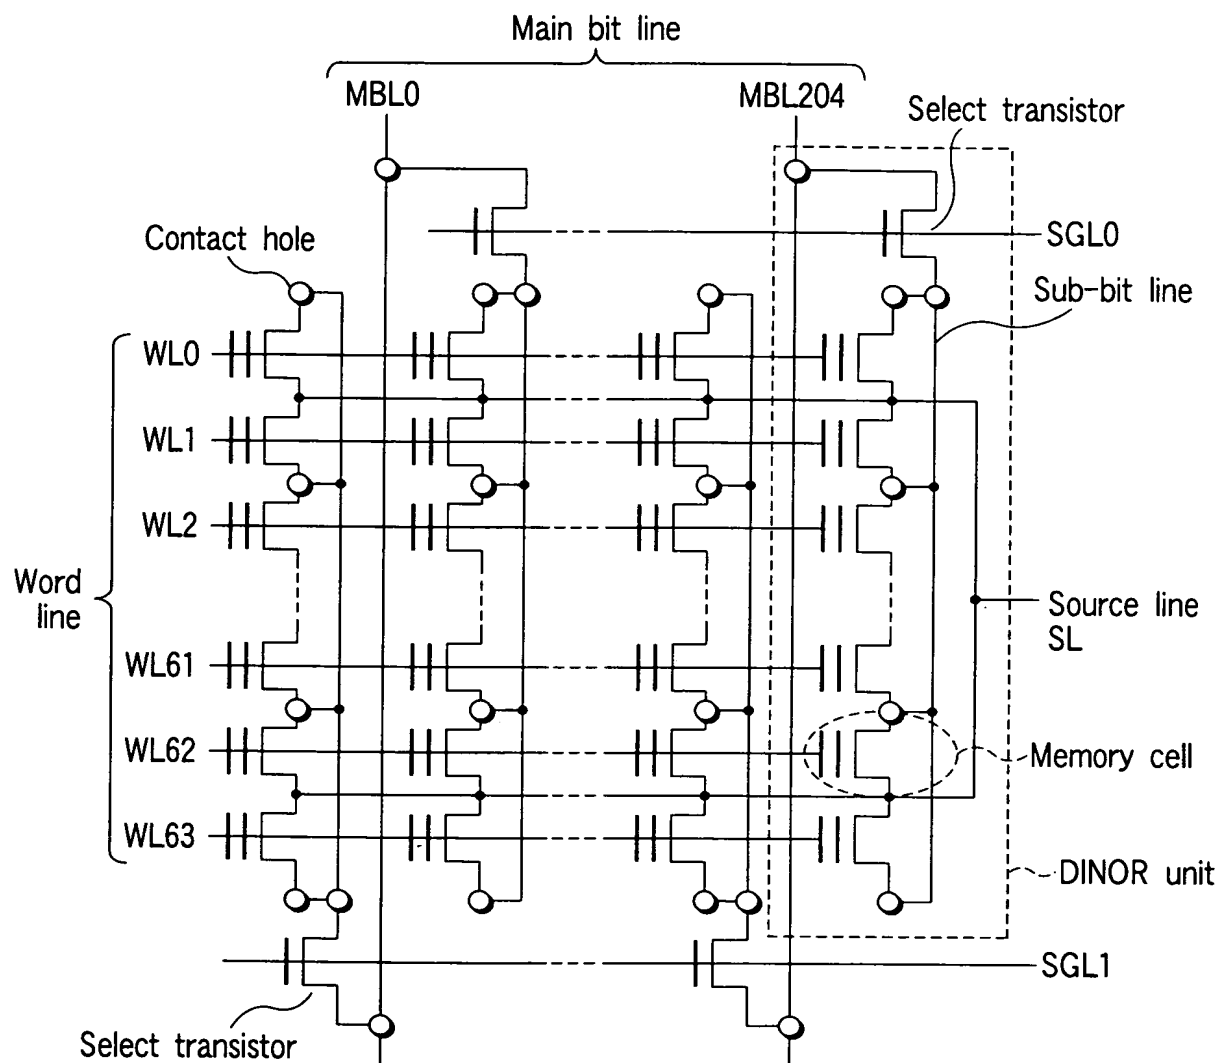 Main bit line
MBL0
MBL204
Select transistor
Contact hole
SGL0
Sub-bit line
WL0
WL1
WL2
Word
line
Source line
SL
WL61
WL62
Memory cell
WL63
DINOR unit
SGL1
Select transistor